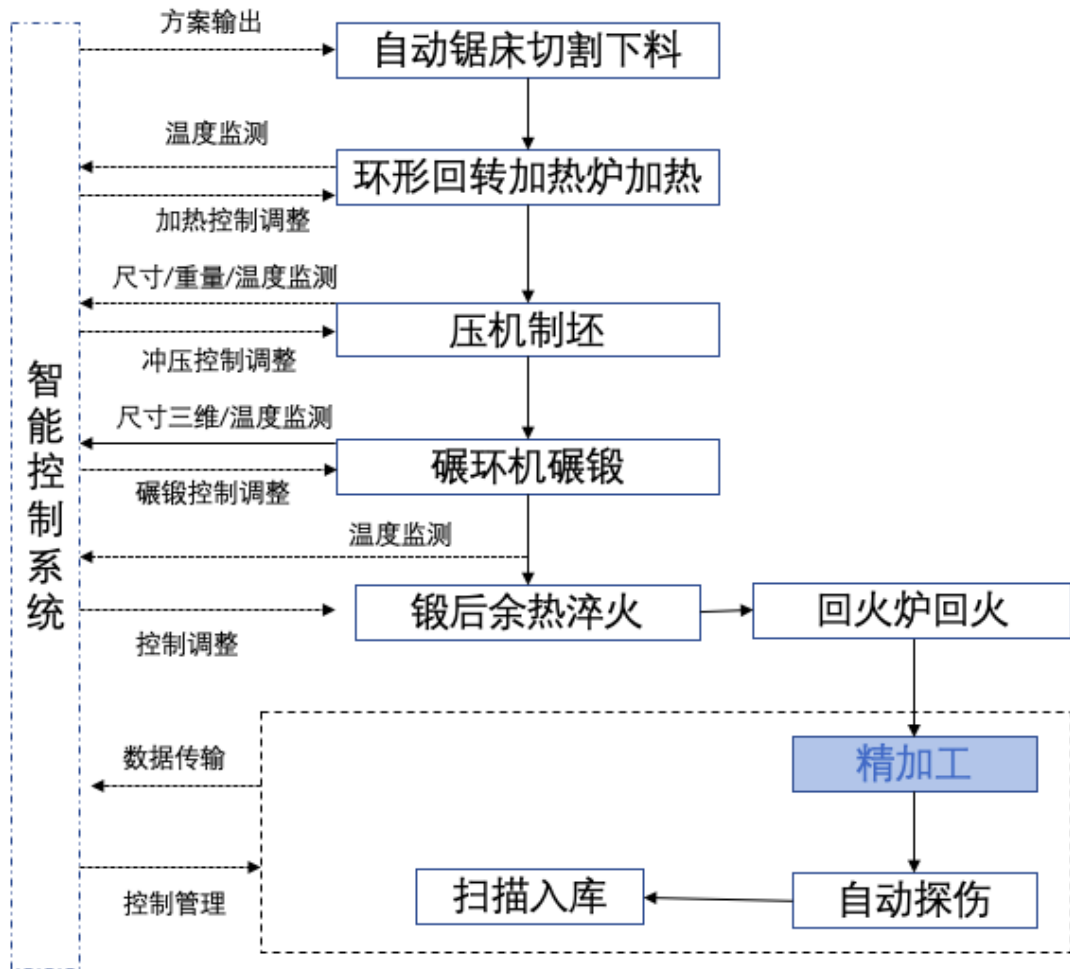 方案输出
自动锯床切割下料
温度监测
环形回转加热炉加热
加热控制调整
尺寸/重量/温度监测
压机制坯
冲压控制调整
智能控制系统
尺寸三维/温度监测
碾环机碾锻
碾锻控制调整
温度监测
锻后余热淬火
回火炉回火
控制调整
数据传输
精加工
控制管理
扫描入库
自动探伤